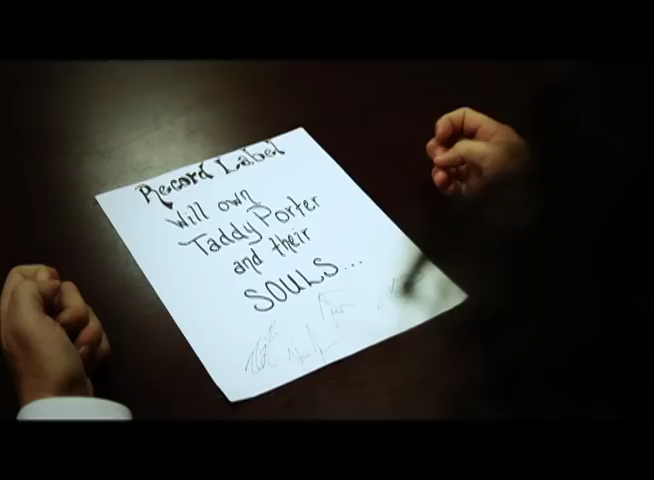 Record Label
will own
Taddy Porter
and their
SOULS...